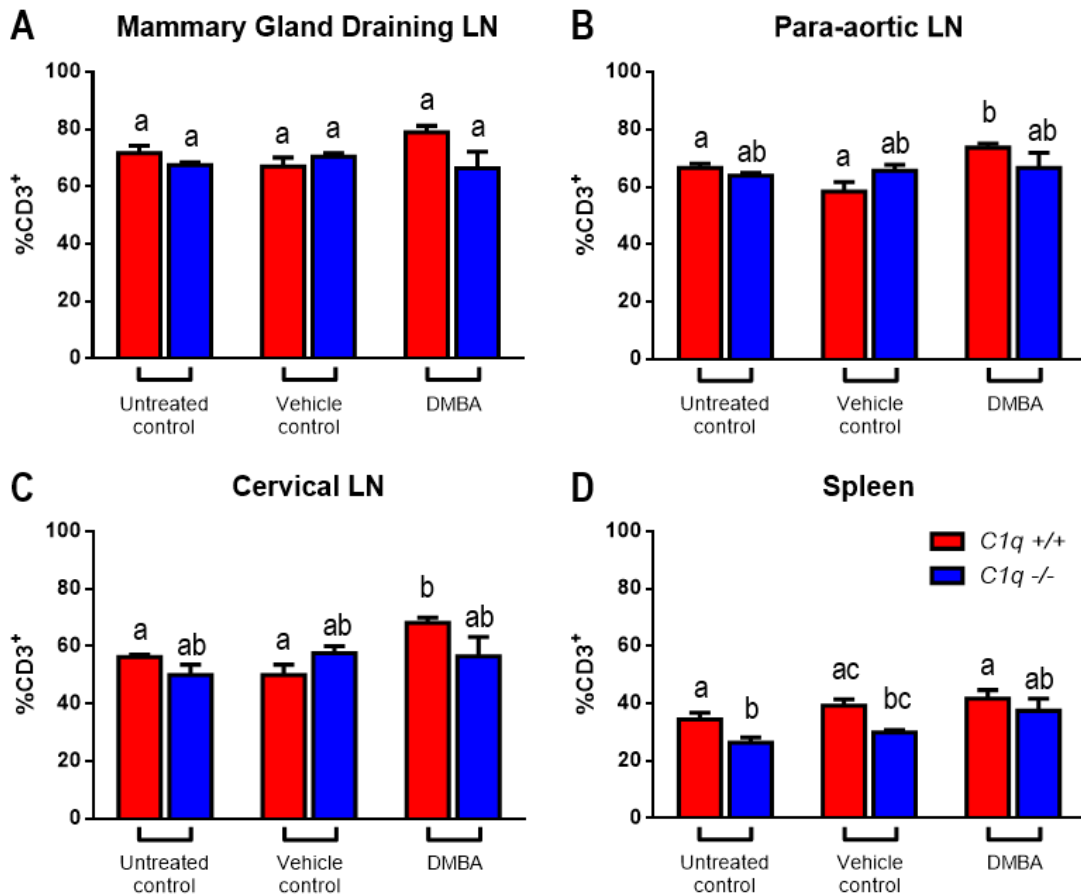 A Mammary Gland Draining LN
%CD3+
100
80
60
40
20
0
a a a a a a
Untreated control
Vehicle control
DMBA
B Para-aortic LN
%CD3+
100
80
60
40
20
0
a ab a ab b ab
Untreated control
Vehicle control
DMBA
C Cervical LN
%CD3+
100
80
60
40
20
0
a ab a ab b ab
Untreated control
Vehicle control
DMBA
D Spleen
C1q +/+
C1q -/-
%CD3+
100
80
60
40
20
0
a b ac bc a ab
Untreated control
Vehicle control
DMBA